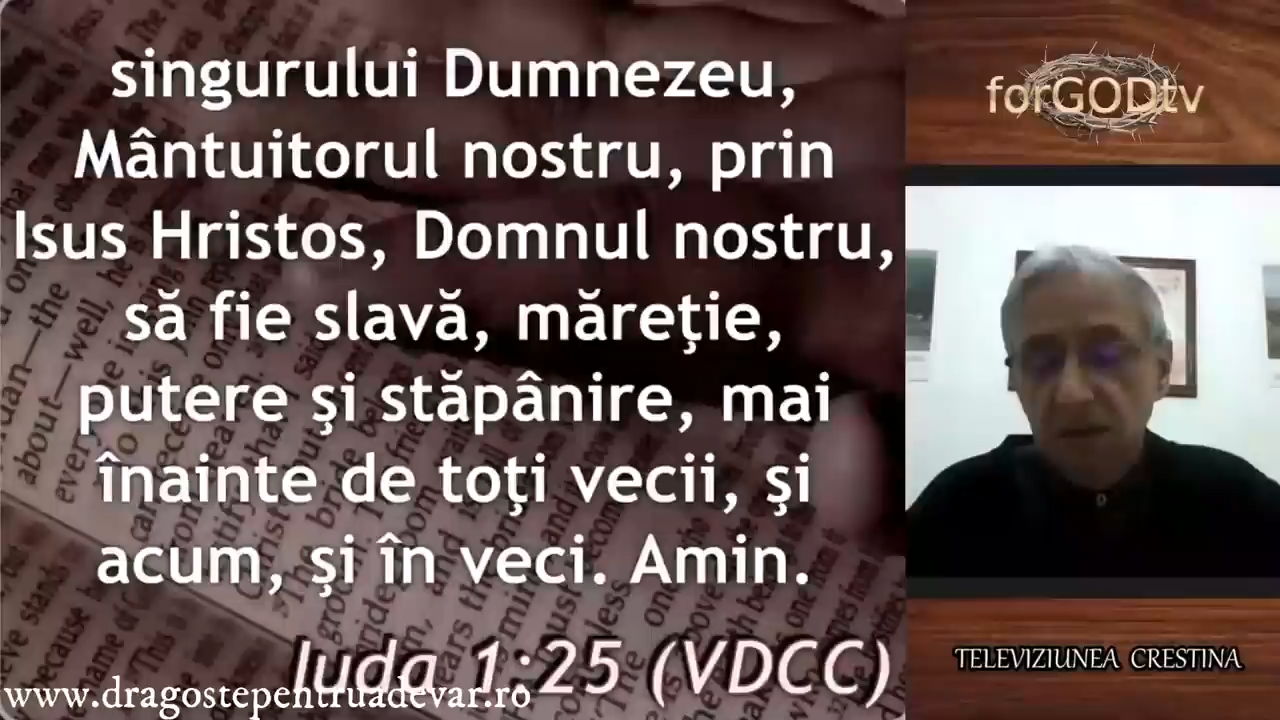 singurului Dumnezeu,
Mântuitorul nostru, prin
Isus Hristos, Domnul nostru,
să fie slavă, măreţie,
putere şi stăpânire, mai
înainte de toţi vecii, şi
acum, şi în veci. Amin.
Iuda 1:25 (VDCC)
www.dragostepentruadevar.ro
forGODtv
TELEVIZIUNEA CRESTINA